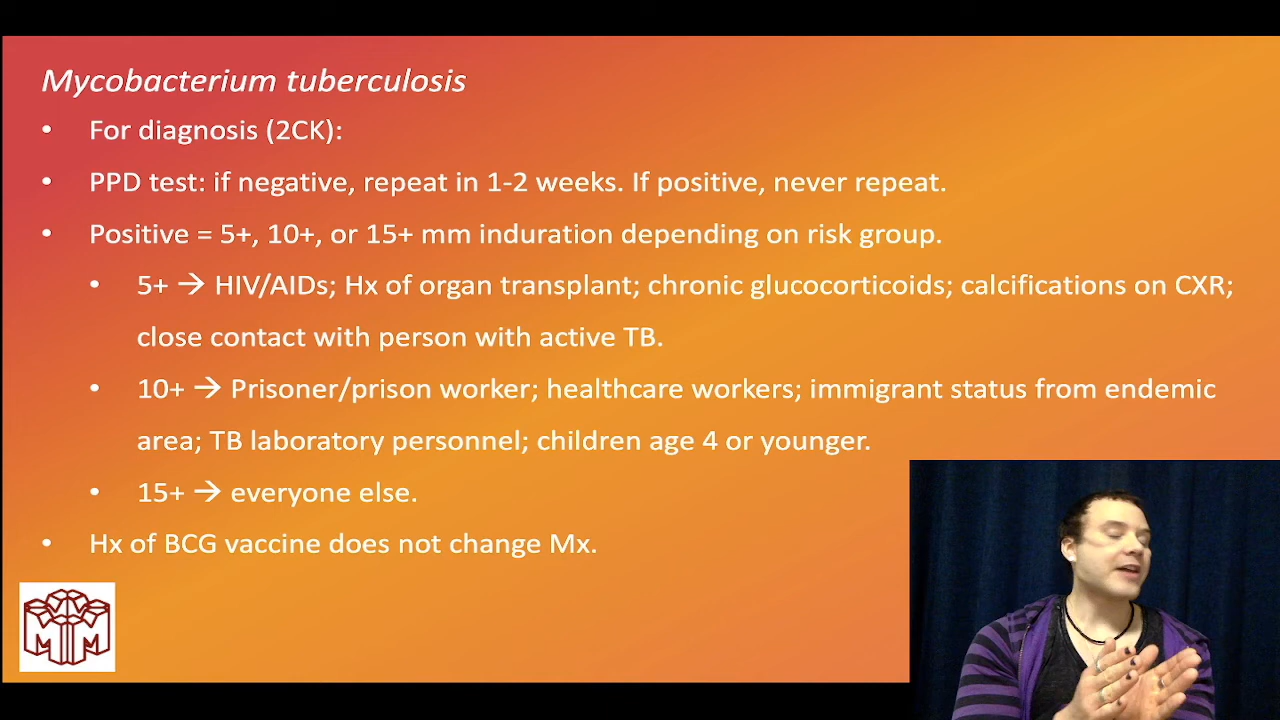 Mycobacterium tuberculosis
• For diagnosis (2CK):
• PPD test: if negative, repeat in 1-2 weeks. If positive, never repeat.
• Positive = 5+, 10+, or 15+ mm induration depending on risk group.
• 5+ → HIV/AIDs; Hx of organ transplant; chronic glucocorticoids; calcifications on CXR;
close contact with person with active TB.
• 10+ → Prisoner/prison worker; healthcare workers; immigrant status from endemic
area; TB laboratory personnel; children age 4 or younger.
• 15+ → everyone else.
• Hx of BCG vaccine does not change Mx.
M M